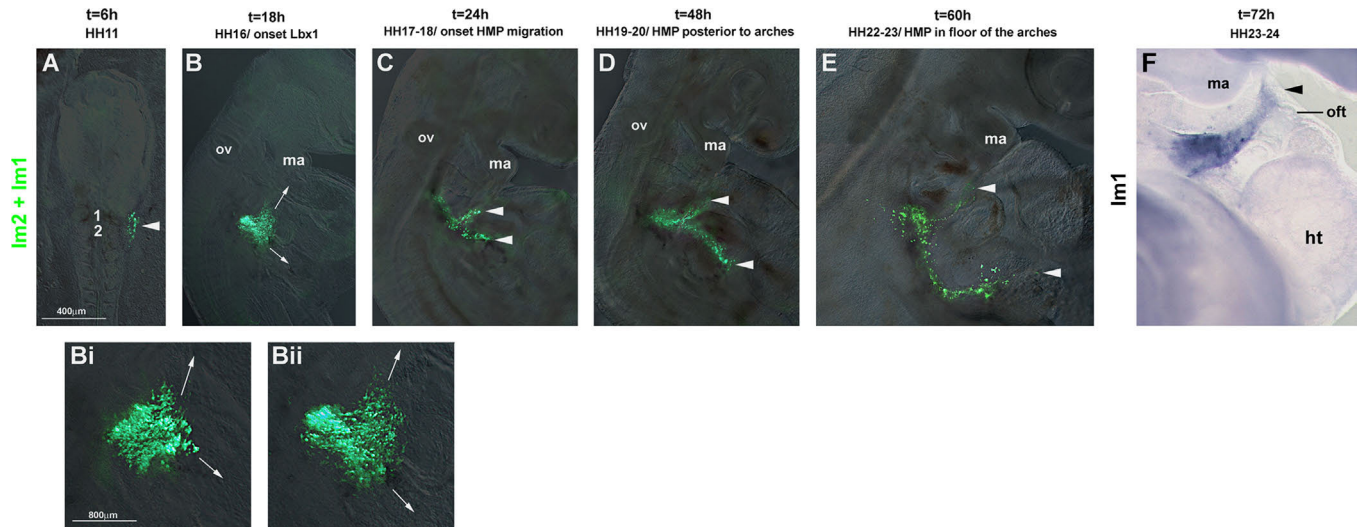 t=6h
HH11
t=18h
HH16/ onset Lbx1
t=24h
HH17-18/ onset HMP migration
t=48h
HH19-20/ HMP posterior to arches
t=60h
HH22-23/ HMP in floor of the arches
t=72h
HH23-24
lm2 + lm1
A
1
2
400μm
B
ov
ma
C
ov
ma
D
ov
ma
E
ma
lm1
F
ma
oft
ht
Bi
800μm
Bii